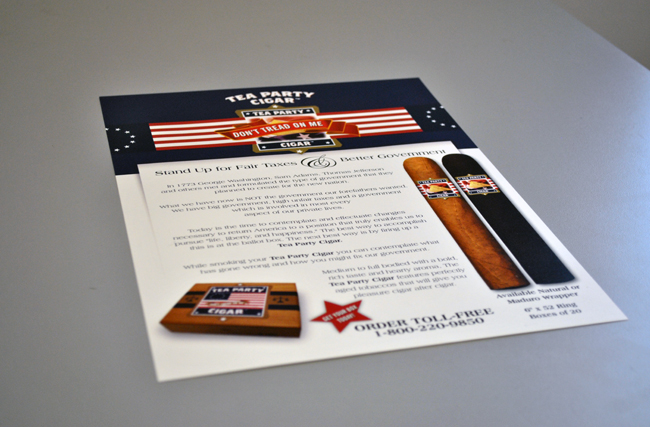 TEA PARTY
CIGAR™
TEA PARTY
DON'T TREAD ON ME
CIGAR
Stand Up for Fair Taxes & Better Government
In 1773 George Washington, Sam Adams, Thomas Jefferson
and others met and formulated the type of government that they
planned to create for the new nation.
What we have now is NOT the government our forefathers wanted.
We have big government, high dollar taxes and a government
which is involved in most every
aspect of our private lives.
Today is the time to contemplate and effectuate changes
necessary to return America to a position that truly enables us to
pursue "life, liberty, and happiness." The best way to accomplish
this is at the ballot box. The next best way is by firing up a
Tea Party Cigar.
While smoking your Tea Party Cigar you can contemplate what
has gone wrong and how you might fix our government.
Medium to full bodied with a bold,
rich taste and hearty aroma. The
Tea Party Cigar features perfectly
aged tobaccos that will give you
pleasure cigar after cigar.
TEA PARTY
CIGAR
GET YOUR BOX
TODAY!
ORDER TOLL-FREE
1-800-220-9850
Available Natural or
Maduro Wrapper
6" x 52 Ring,
Boxes of 20